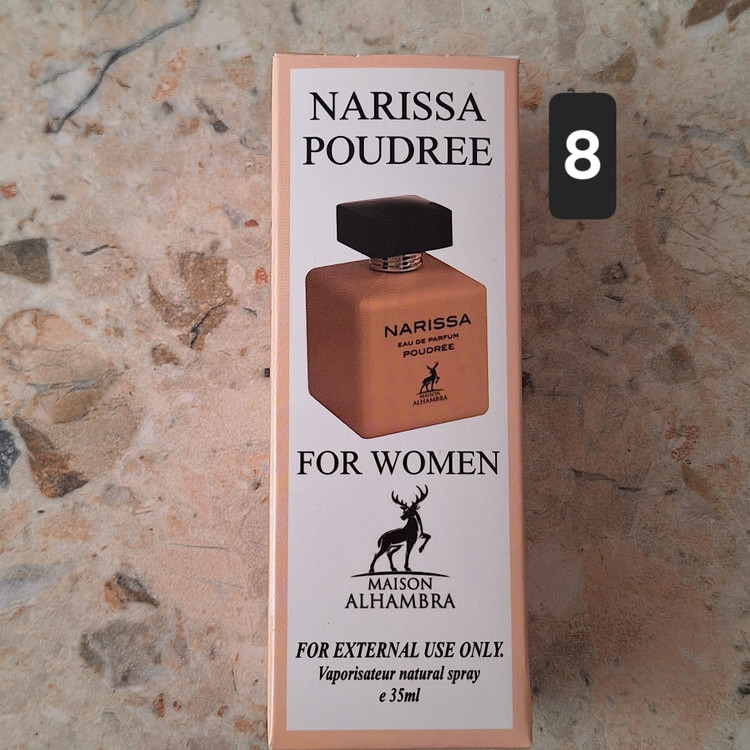 NARISSA
POUDREE
8
NARISSA
EAU DE PARFUM
POUDRÉE
MAISON
ALHAMBRA
FOR WOMEN
MAISON
ALHAMBRA
FOR EXTERNAL USE ONLY.
Vaporisateur natural spray
e 35ml